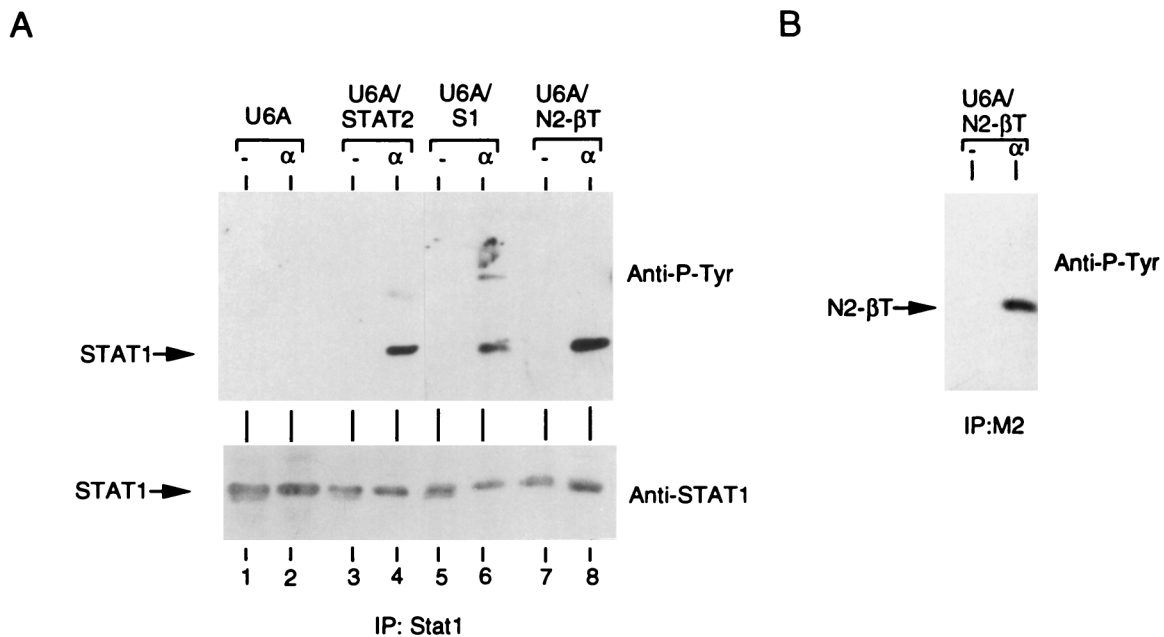 A
B
U6A
U6A/
STAT2
U6A/
S1
U6A/
N2-βT
- α - α - α - α
Anti-P-Tyr
STAT1
STAT1
Anti-STAT1
1 2 3 4 5 6 7 8
IP: Stat1
U6A/
N2-βT
- α
Anti-P-Tyr
N2-βT
IP:M2